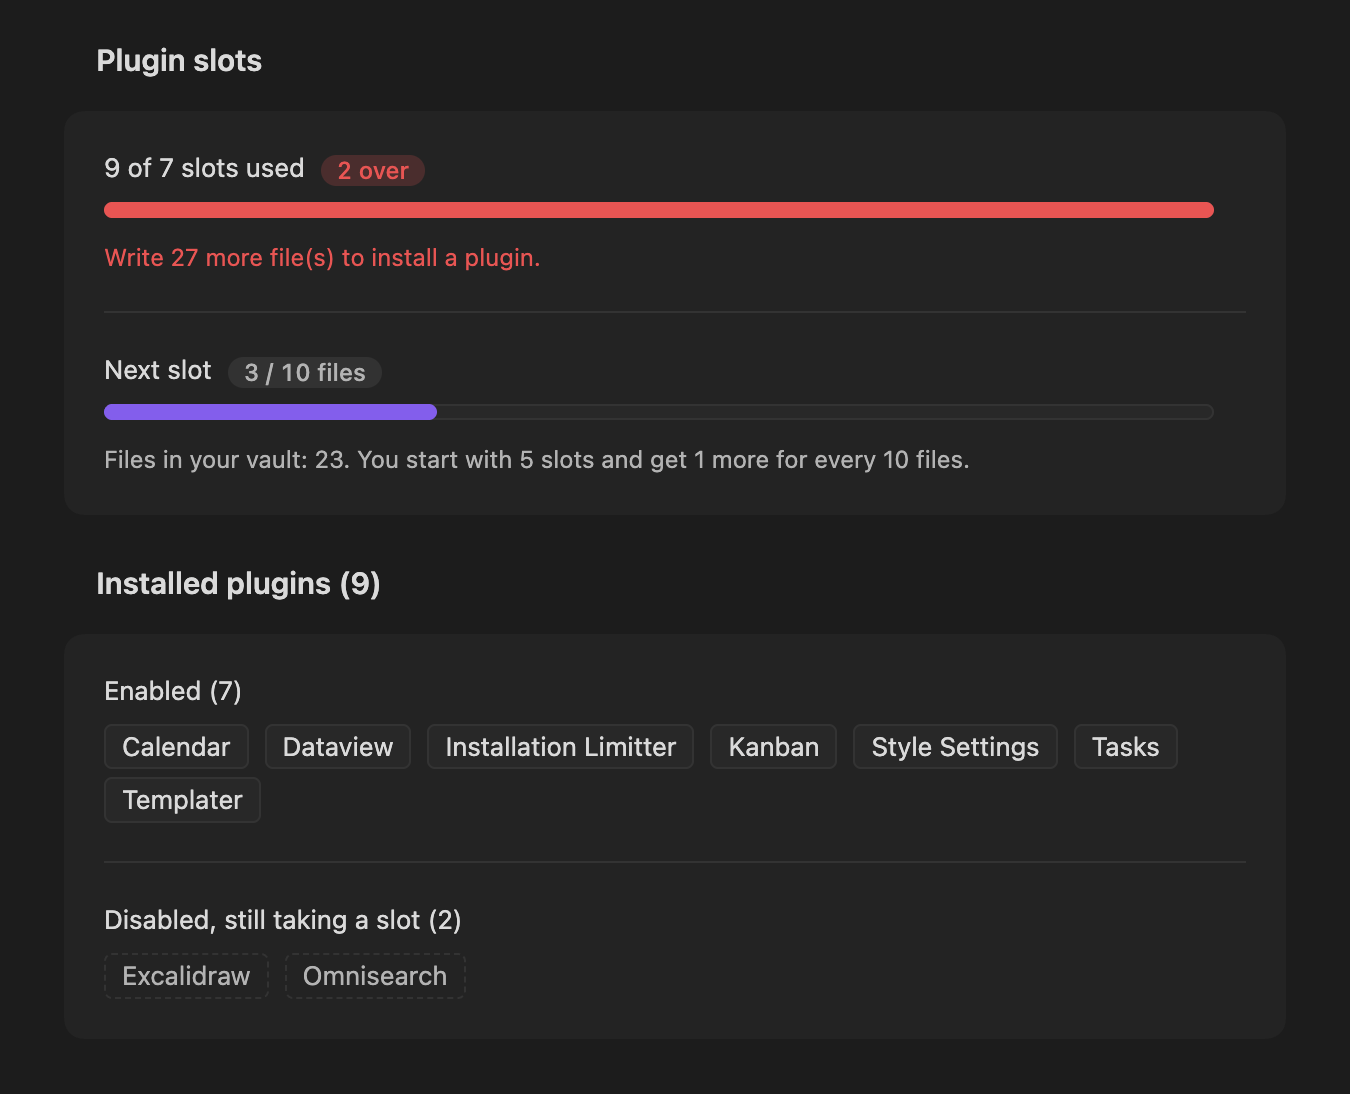 Plugin slots
9 of 7 slots used 2 over
Write 27 more file(s) to install a plugin.
Next slot 3 / 10 files
Files in your vault: 23. You start with 5 slots and get 1 more for every 10 files.
Installed plugins (9)
Enabled (7)
Calendar Dataview Installation Limitter Kanban Style Settings Tasks
Templater
Disabled, still taking a slot (2)
Excalidraw Omnisearch